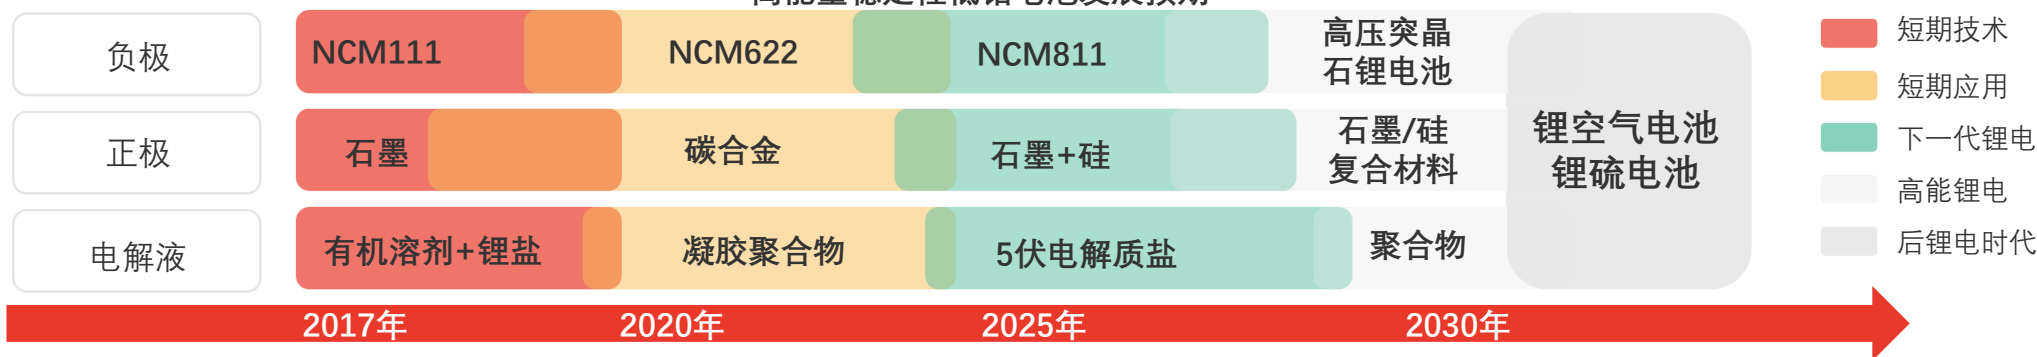 负极
NCM111
NCM622
NCM811
高压突晶
石锂电池
正极
石墨
碳合金
石墨+硅
石墨/硅
复合材料
电解液
有机溶剂+锂盐
凝胶聚合物
5伏电解质盐
聚合物
锂空气电池
锂硫电池
短期技术
短期应用
下一代锂电
高能锂电
后锂电时代
2017年
2020年
2025年
2030年